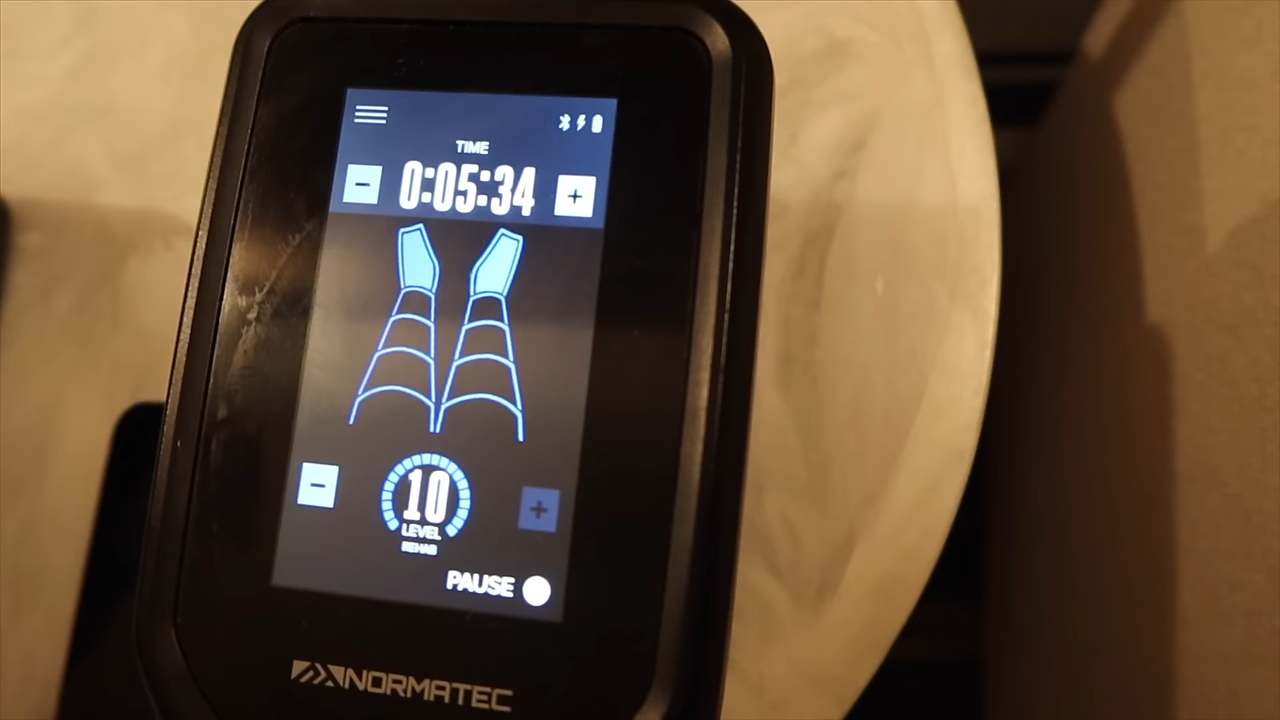 TIME
- 0:05:34 +
- 10 +
LEVEL
REHAB
PAUSE
NORMATEC